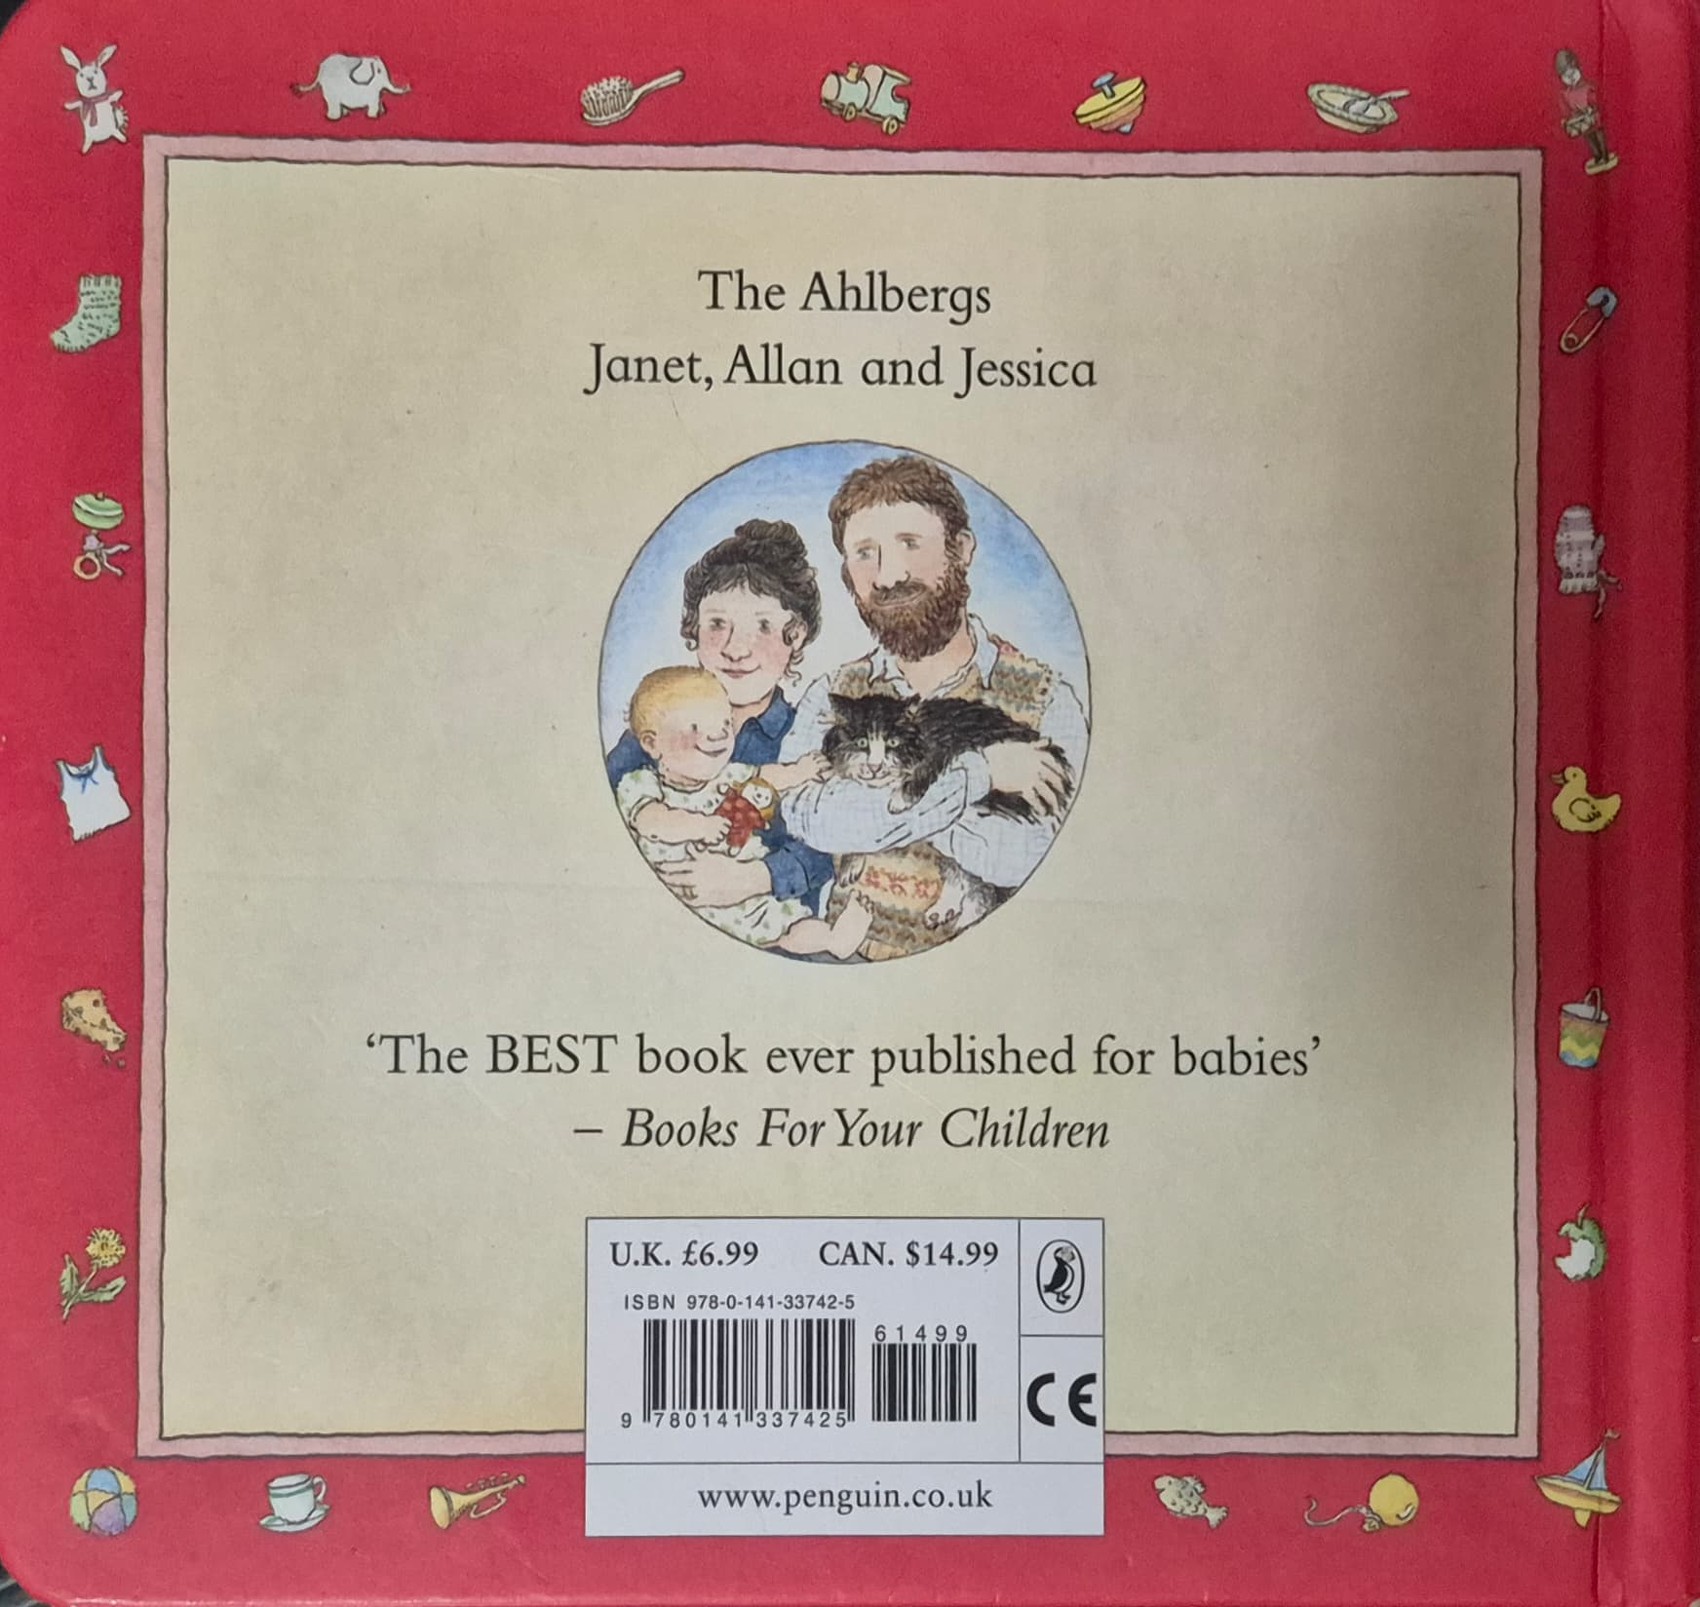 The Ahlbergs
Janet, Allan and Jessica
‘The BEST book ever published for babies’
– Books For Your Children
U.K. £6.99 CAN. $14.99
ISBN 978-0-141-33742-5
61499
9 780141 337425
CE
www.penguin.co.uk